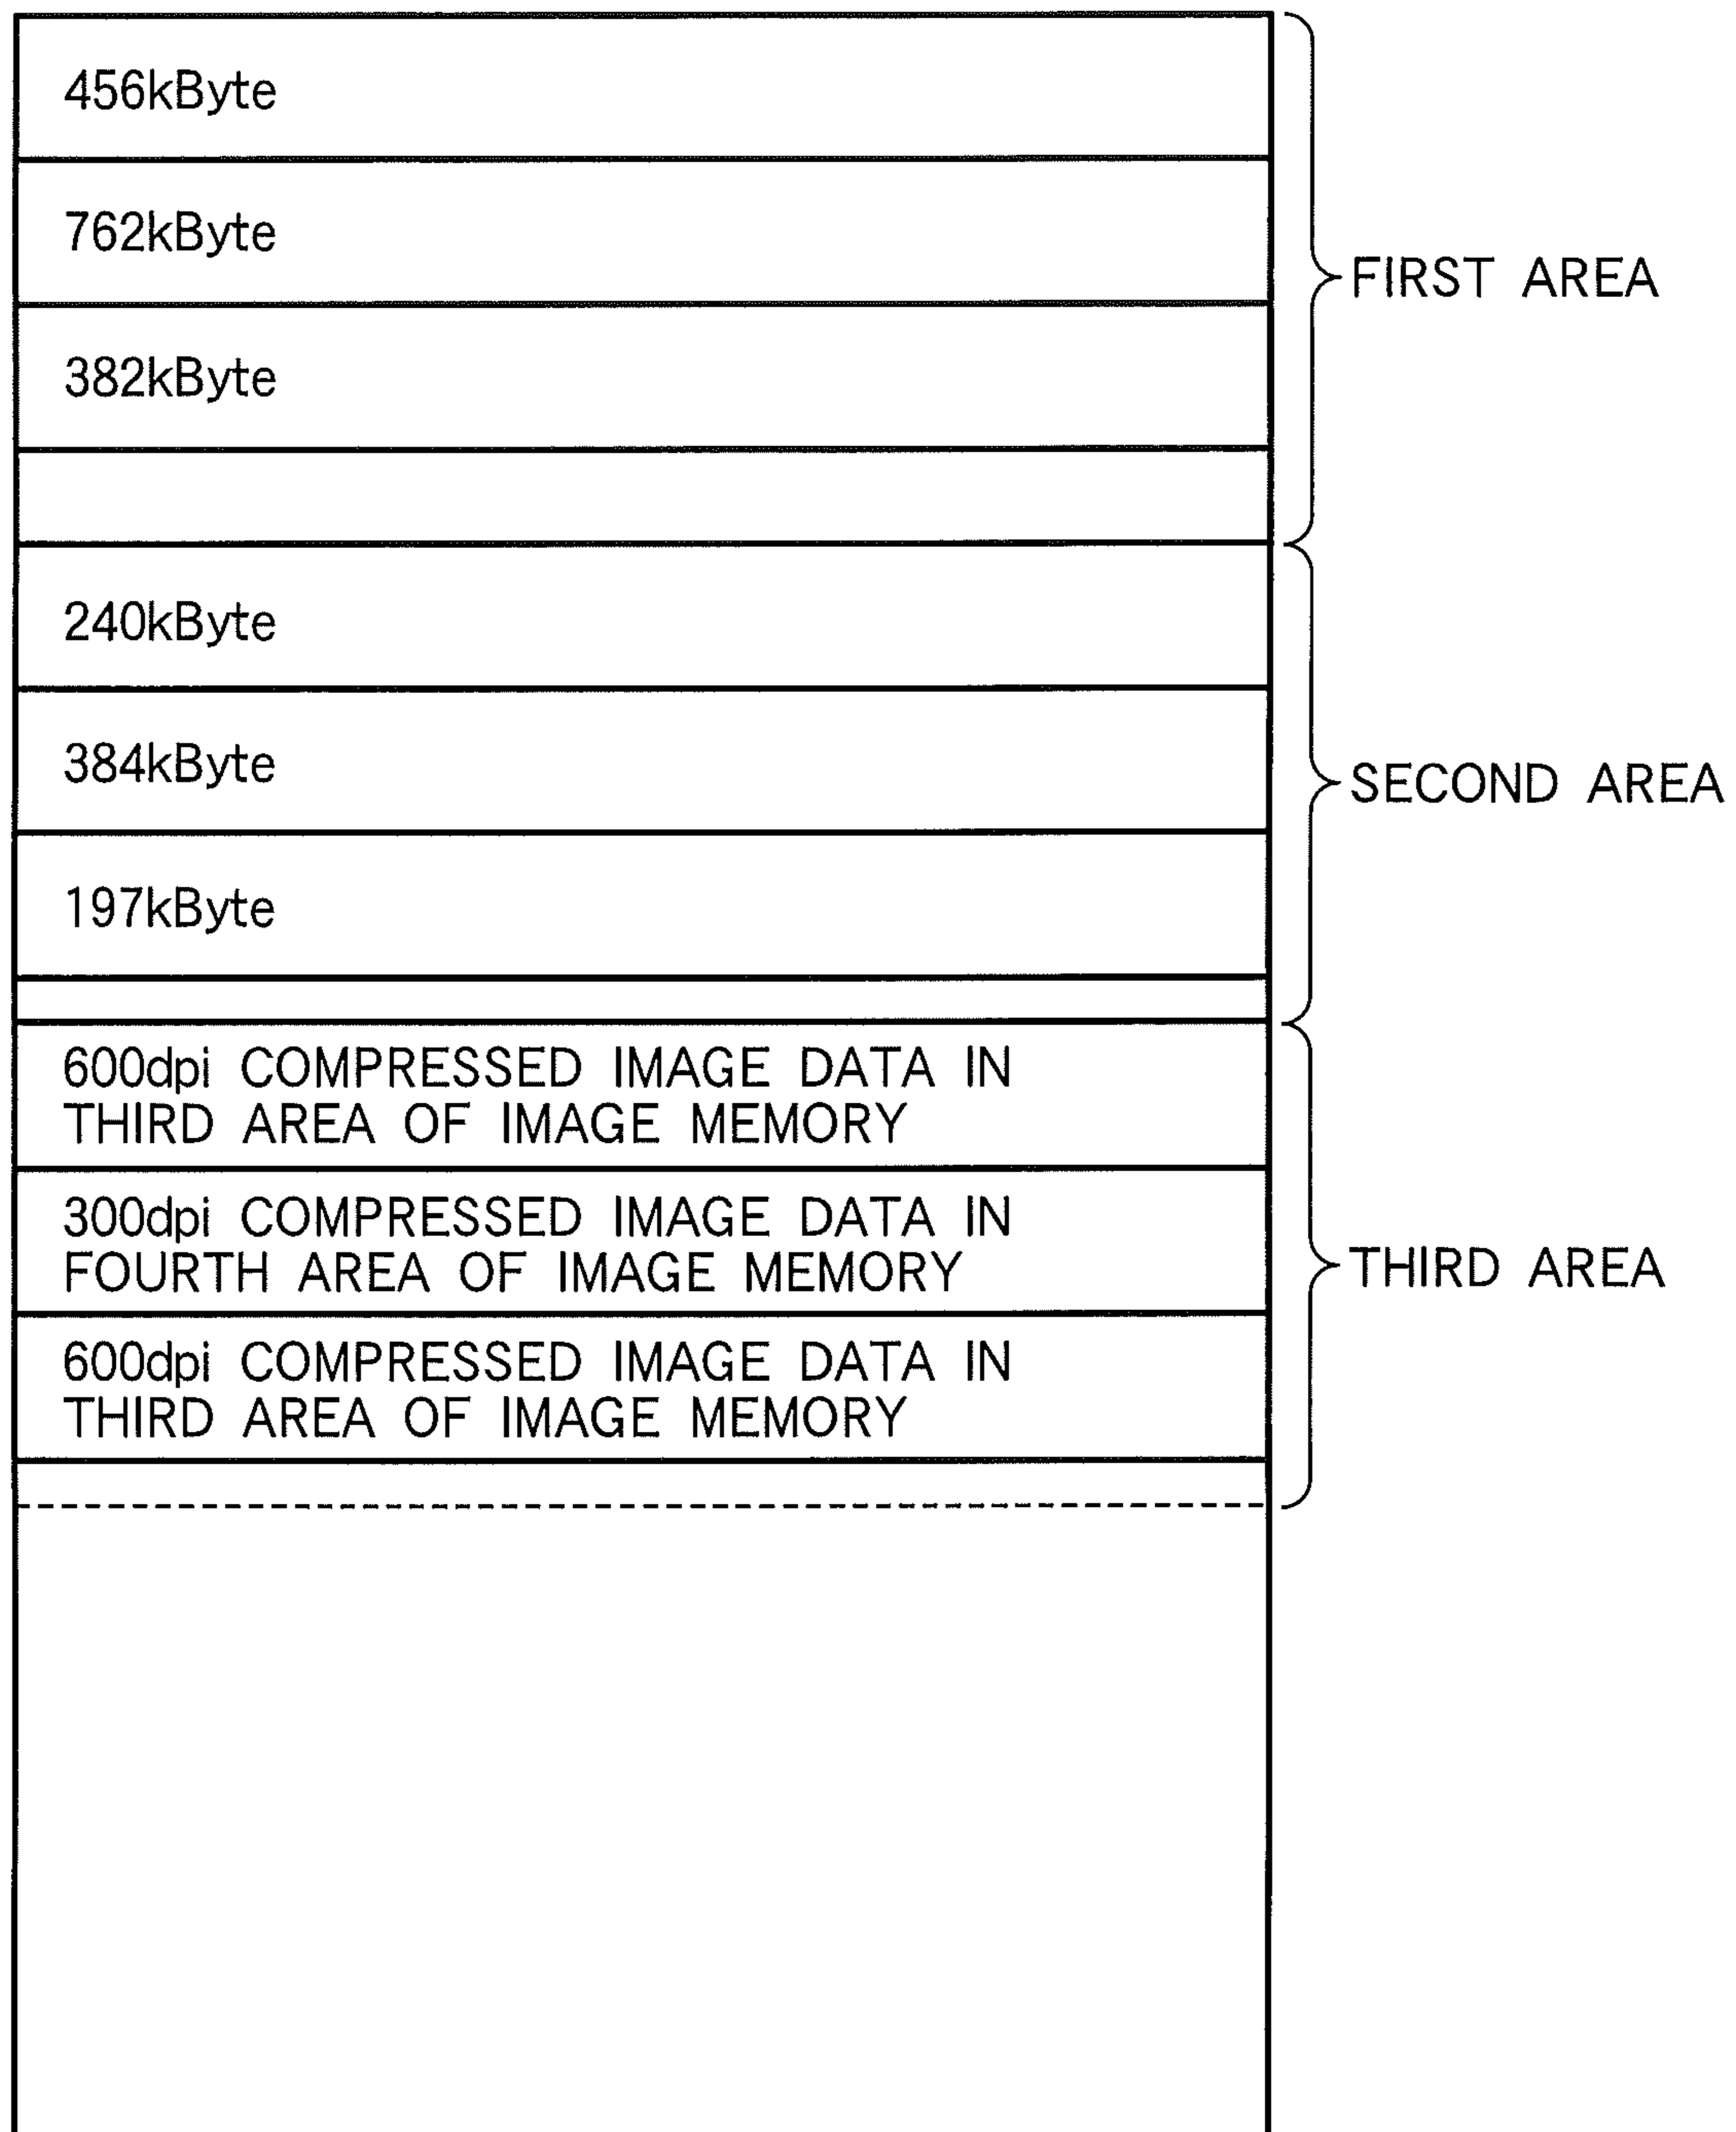 456kByte
762kByte
FIRST AREA
382kByte
240kByte
384kByte
SECOND AREA
197kByte
600dpi COMPRESSED IMAGE DATA IN
THIRD AREA OF IMAGE MEMORY
300dpi COMPRESSED IMAGE DATA IN
FOURTH AREA OF IMAGE MEMORY
THIRD AREA
600dpi COMPRESSED IMAGE DATA IN
THIRD AREA OF IMAGE MEMORY